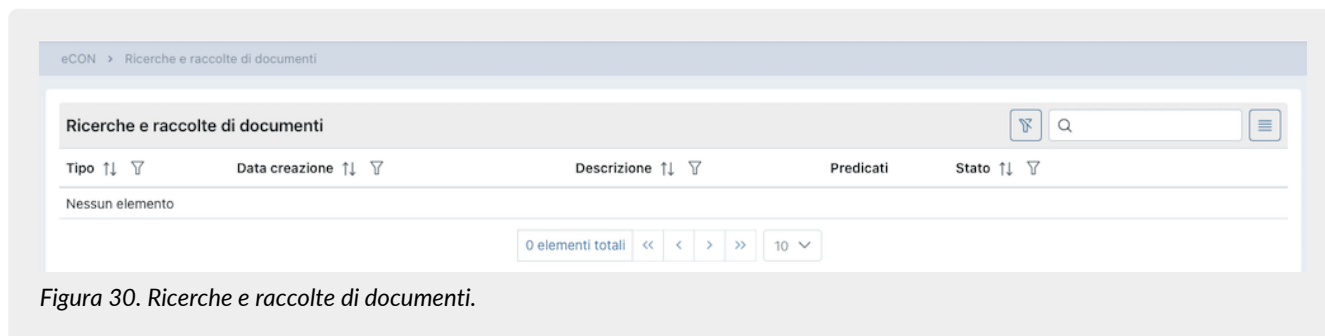 eCON > Ricerche e raccolte di documenti
Ricerche e raccolte di documenti
Tipo Data creazione Descrizione Predicati Stato
Nessun elemento
0 elementi totali << < > >> 10
Figura 30. Ricerche e raccolte di documenti.